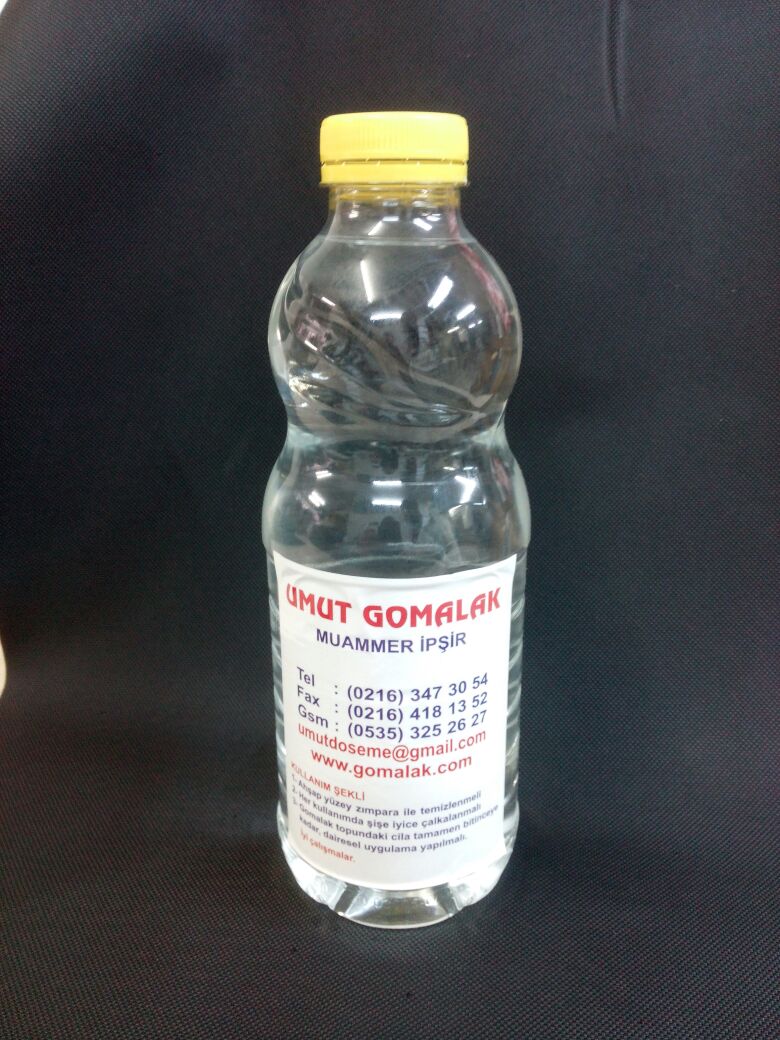 UMUT GOMALAK
MUAMMER İPŞİR
Tel : (0216) 347 30 54
Fax : (0216) 418 13 52
Gsm : (0535) 325 26 27
umutdoseme@gmail.com
www.gomalak.com
KULLANIM ŞEKLİ
1- Ahşap yüzey zımpara ile temizlenmeli
2- Her kullanımda şişe iyice çalkalanmalı
3- Gomalak topundaki cila tamamen bitinceye
kadar, dairesel uygulama yapılmalı.
İyi çalışmalar.